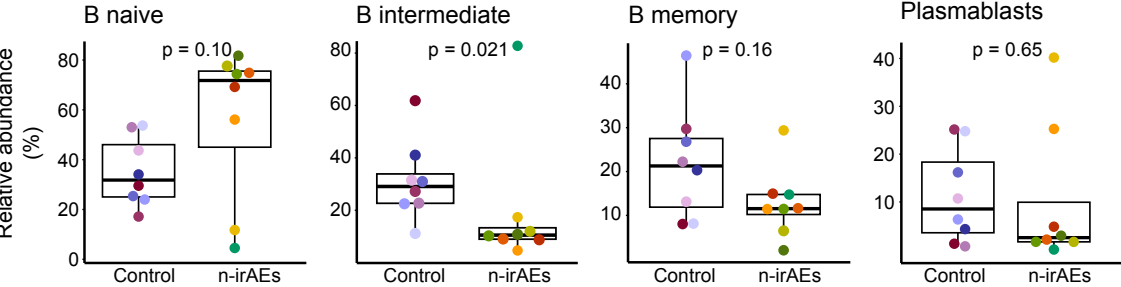 B naive
B intermediate
B memory
Plasmablasts
Relative abundance
(%)
p = 0.10
p = 0.021
p = 0.16
p = 0.65
80
60
40
20
0
80
60
40
20
40
30
20
10
40
30
20
10
Control
n-irAEs
Control
n-irAEs
Control
n-irAEs
Control
n-irAEs